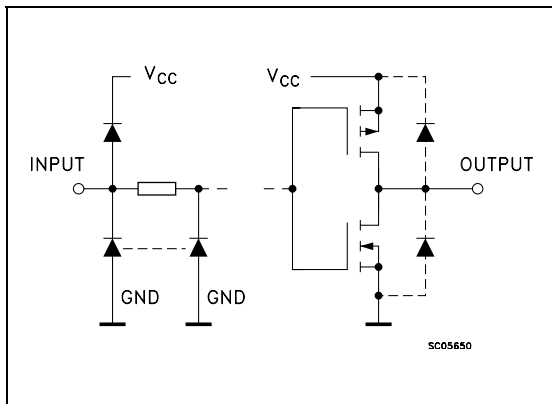 VCC
VCC
INPUT
OUTPUT
GND
GND
SC05650